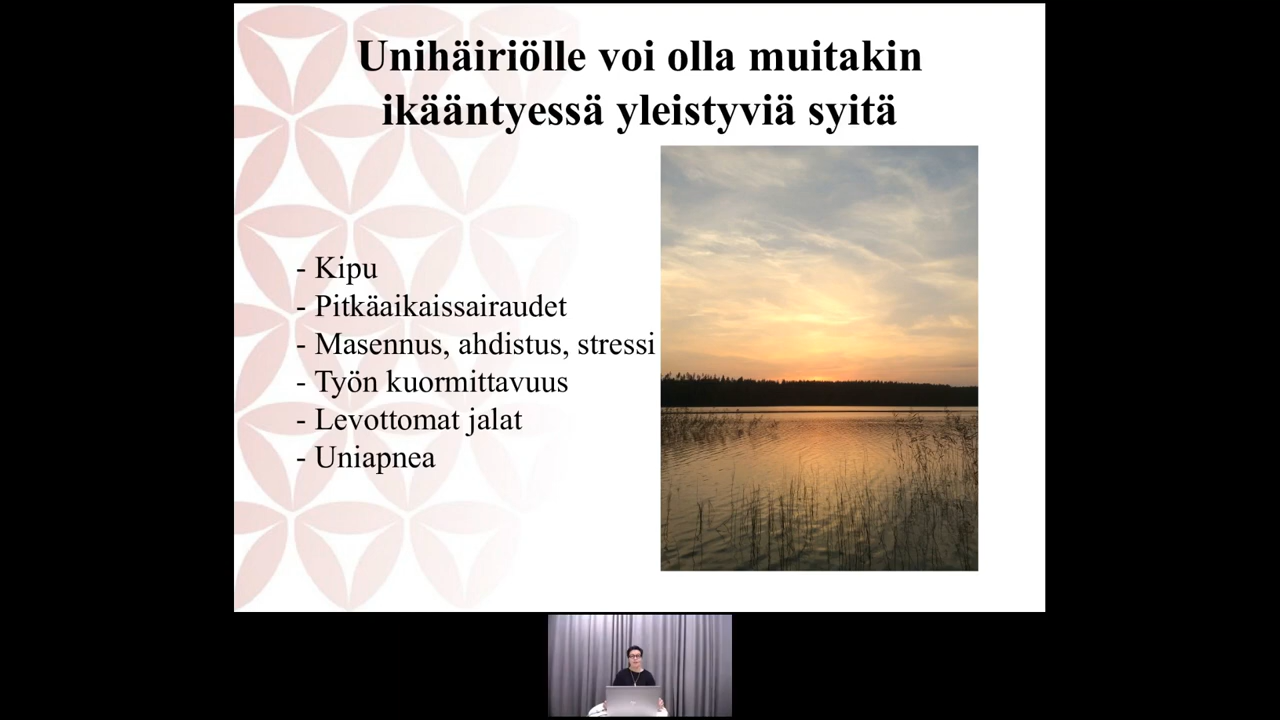 Unihäiriölle voi olla muitakin
ikääntyessä yleistyviä syitä
- Kipu
- Pitkäaikaissairaudet
- Masennus, ahdistus, stressi
- Työn kuormittavuus
- Levottomat jalat
- Uniapnea